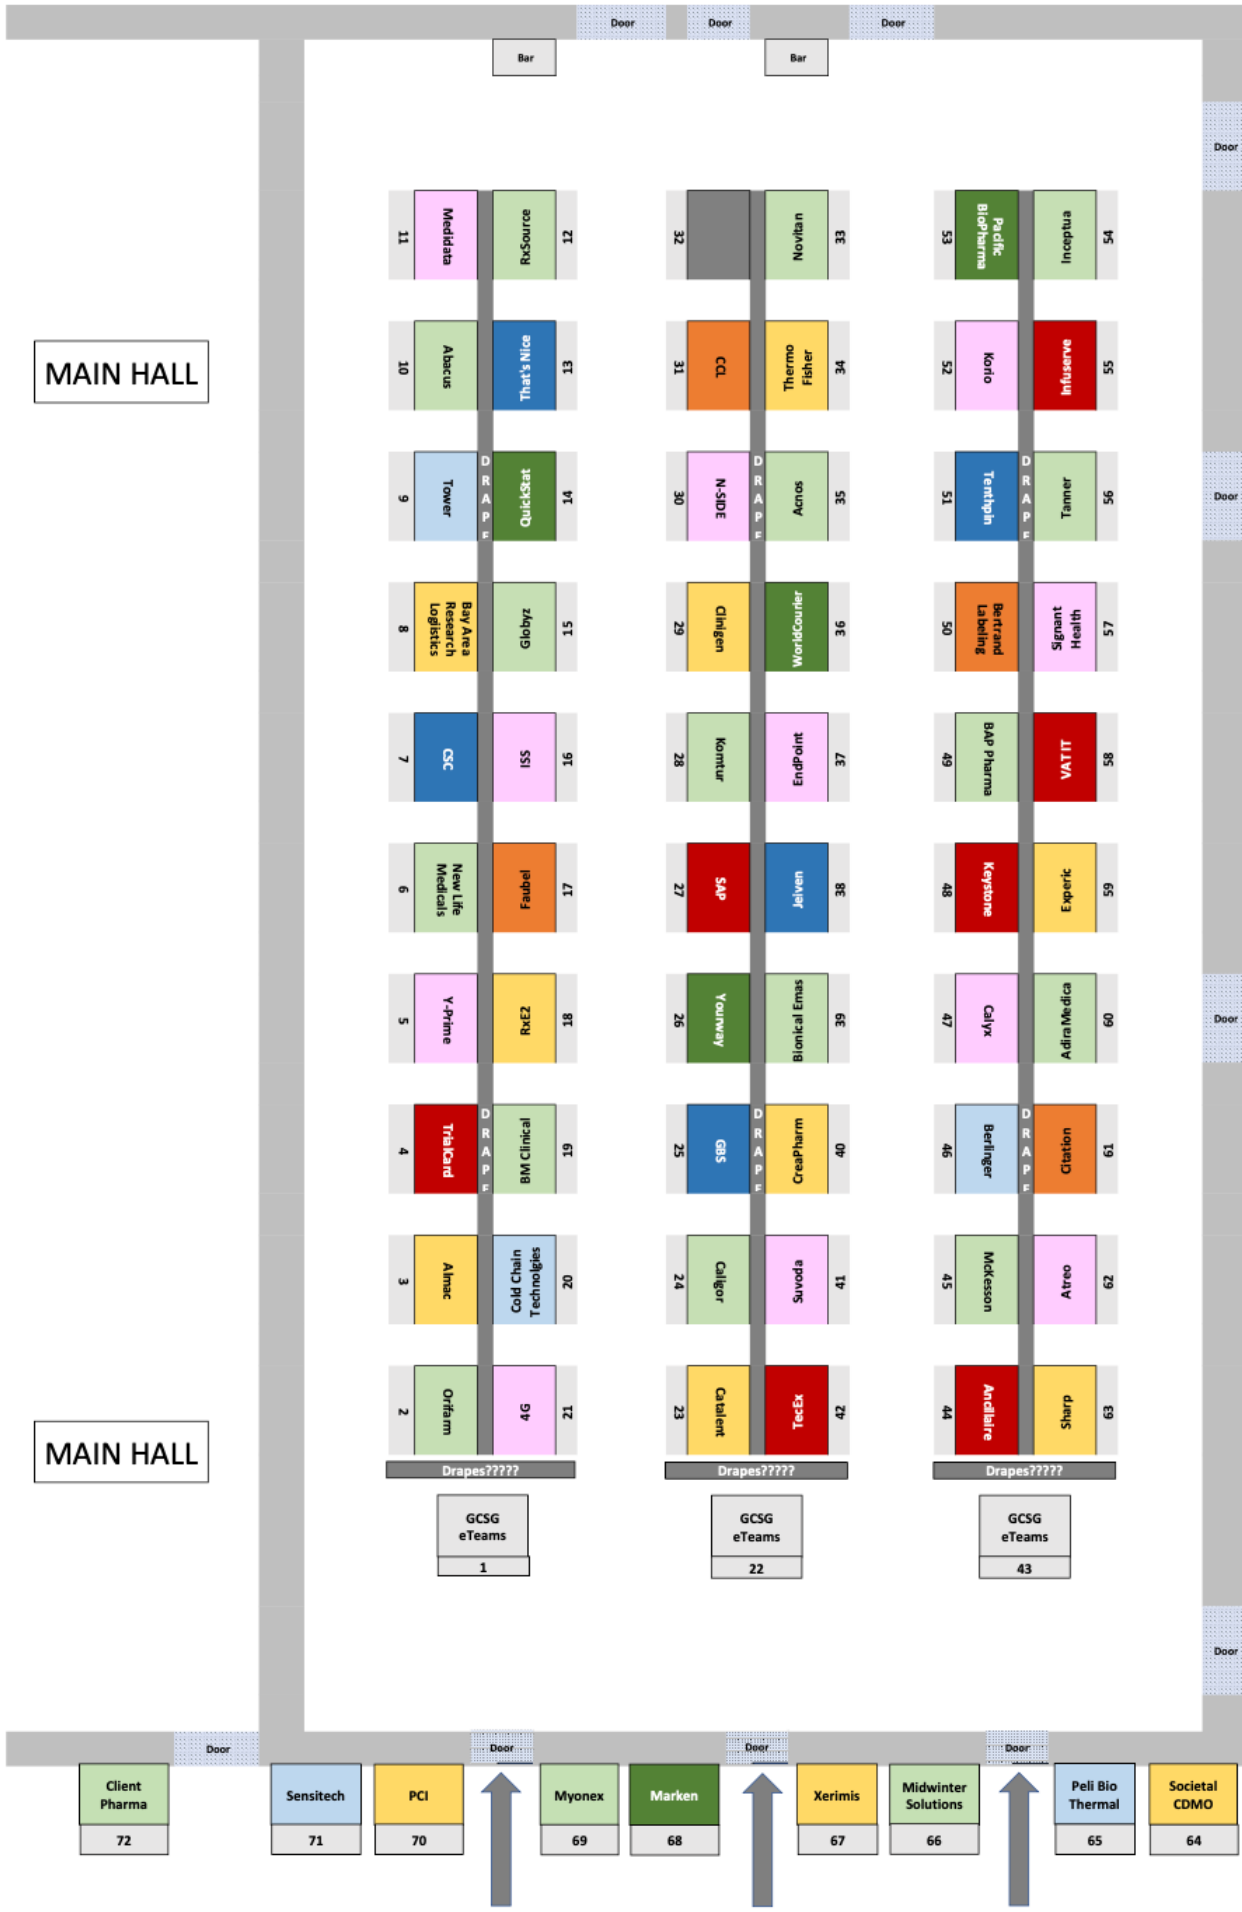 Door
Door
Door
Bar
Bar
Door
11
Medidata
RxSource
12
32
Novitan
33
53
Pacific
BioPharma
Inceptua
54
MAIN HALL
10
Abacus
That's Nice
13
31
CCL
Thermo
Fisher
34
52
Korio
Infuserve
55
9
Tower
DRAPE
QuickStat
14
30
N-SIDE
DRAPE
Acnos
35
51
Tenthpin
DRAPE
Tanner
56
Door
8
Bay Area
Research
Loglistics
Globyz
15
29
Clinigen
WorldCourier
36
50
Bertrand
Labeling
Signant
Health
57
7
CSC
ISS
16
28
Komtur
EndPoint
37
49
BAP Pharma
VAT IT
58
6
New Life
Medicals
Faubel
17
27
SAP
Jeiven
38
48
Keystone
Experic
59
5
Y-Prime
RxE2
18
26
Yourway
Bionical Emas
39
47
Calyx
AdiraMedica
60
Door
4
TrialCard
DRAPE
BM Clinical
19
25
GBS
DRAPE
CreaPharm
40
46
Berlinger
DRAPE
Citation
61
3
Almac
Cold Chain
Technolgies
20
24
Caligor
Suvoda
41
45
McKesson
Atreo
62
MAIN HALL
2
Orifarm
4G
21
23
Catalent
TecEx
42
44
Ancillaire
Sharp
63
Drapes?????
Drapes?????
Drapes?????
GCSG
eTeams
1
GCSG
eTeams
22
GCSG
eTeams
43
Door
Door
Door
Door
Door
Client
Pharma
72
Sensitech
71
PCI
70
Myonex
69
Marken
68
Xerimis
67
Midwinter
Solutions
66
Peli Bio
Thermal
65
Societal
CDMO
64